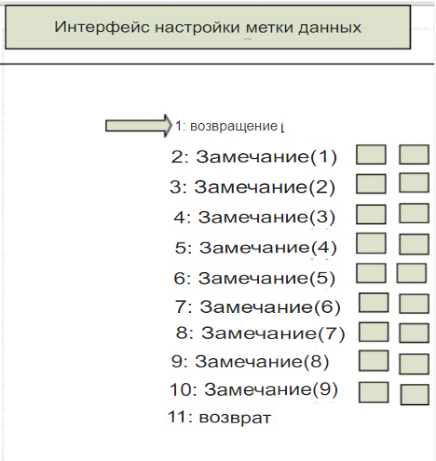 Интерфейс настройки метки данных
1: возвращение
2: Замечание(1)
3: Замечание(2)
4: Замечание(3)
5: Замечание(4)
6: Замечание(5)
7: Замечание(6)
8: Замечание(7)
9: Замечание(8)
10: Замечание(9)
11: возврат